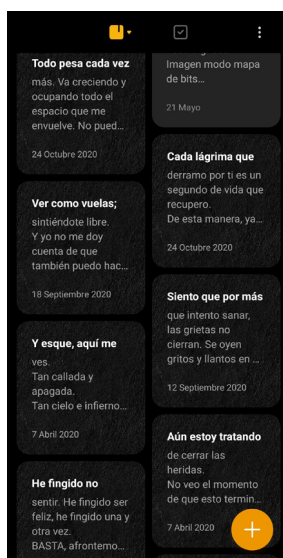 Todo pesa cada vez
más. Va creciendo y
ocupando todo el
espacio que me
envuelve. No pued...
24 Octubre 2020
Ver como vuelas;
sintiéndote libre.
Y yo no me doy
cuenta de que
también puedo hac...
18 Septiembre 2020
Y esque, aquí me
ves.
Tan callada y
apagada.
Tan cielo e infierno...
7 Abril 2020
He fingido no
sentir. He fingido ser
feliz, he fingido una y
otra vez.
BASTA, afrontemo...
Imagen modo mapa
de bits...
21 Mayo
Cada lágrima que
derramo por ti es un
segundo de vida que
recupero.
De esta manera, ya...
24 Octubre 2020
Siento que por más
que intento sanar,
las grietas no
cierran. Se oyen
gritos y llantos en ...
12 Septiembre 2020
Aún estoy tratando
de cerrar las
heridas.
No veo el momento
de que esto termin...
7 Abril 2020